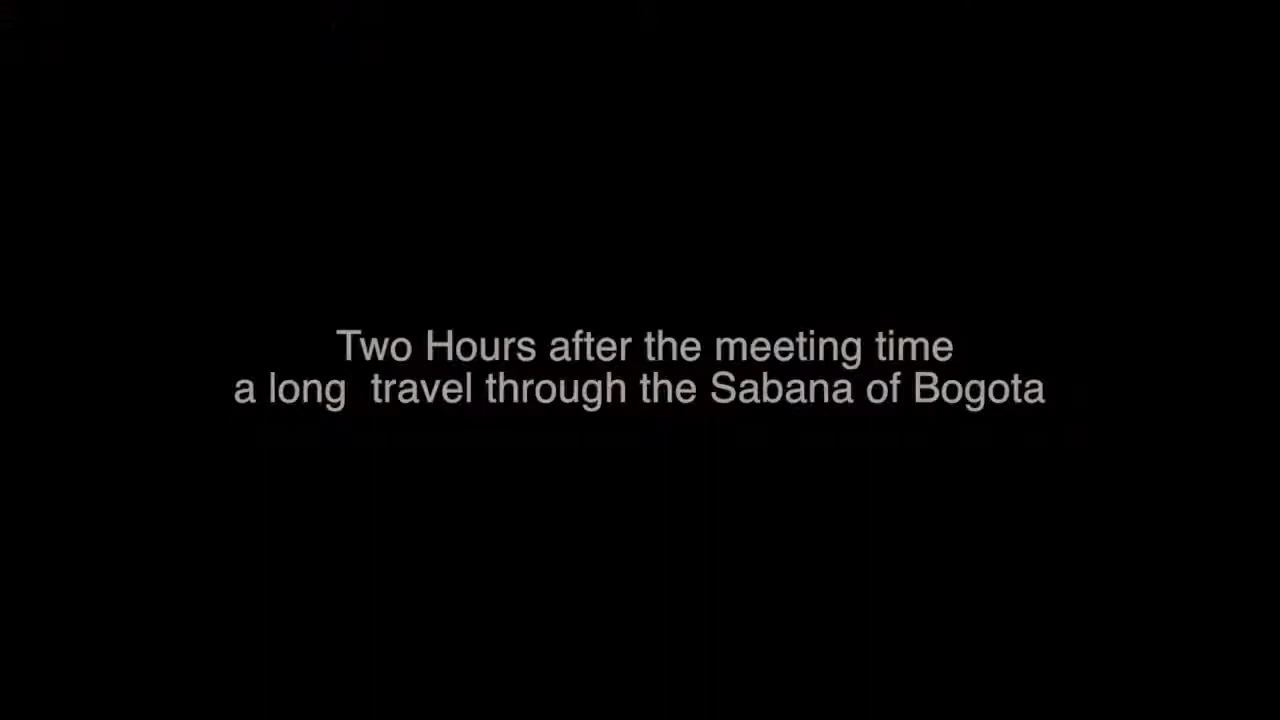 Two Hours after the meeting time
a long  travel through the Sabana of Bogota